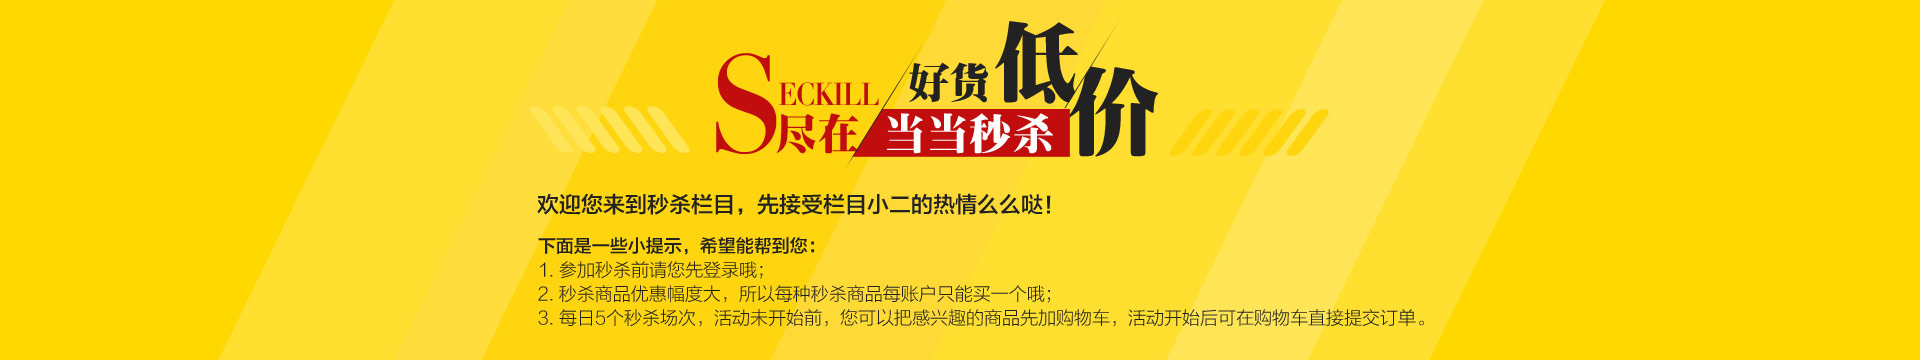 好货低价
SECKILL
尽在当当秒杀
欢迎您来到秒杀栏目，先接受栏目小二的热情么么哒！
下面是一些小提示，希望能帮到您：
1. 参加秒杀前请您先登录哦；
2. 秒杀商品优惠幅度大，所以每种秒杀商品每账户只能买一个哦；
3. 每日5个秒杀场次，活动未开始前，您可以把感兴趣的商品先加购物车，活动开始后可在购物车直接提交订单。